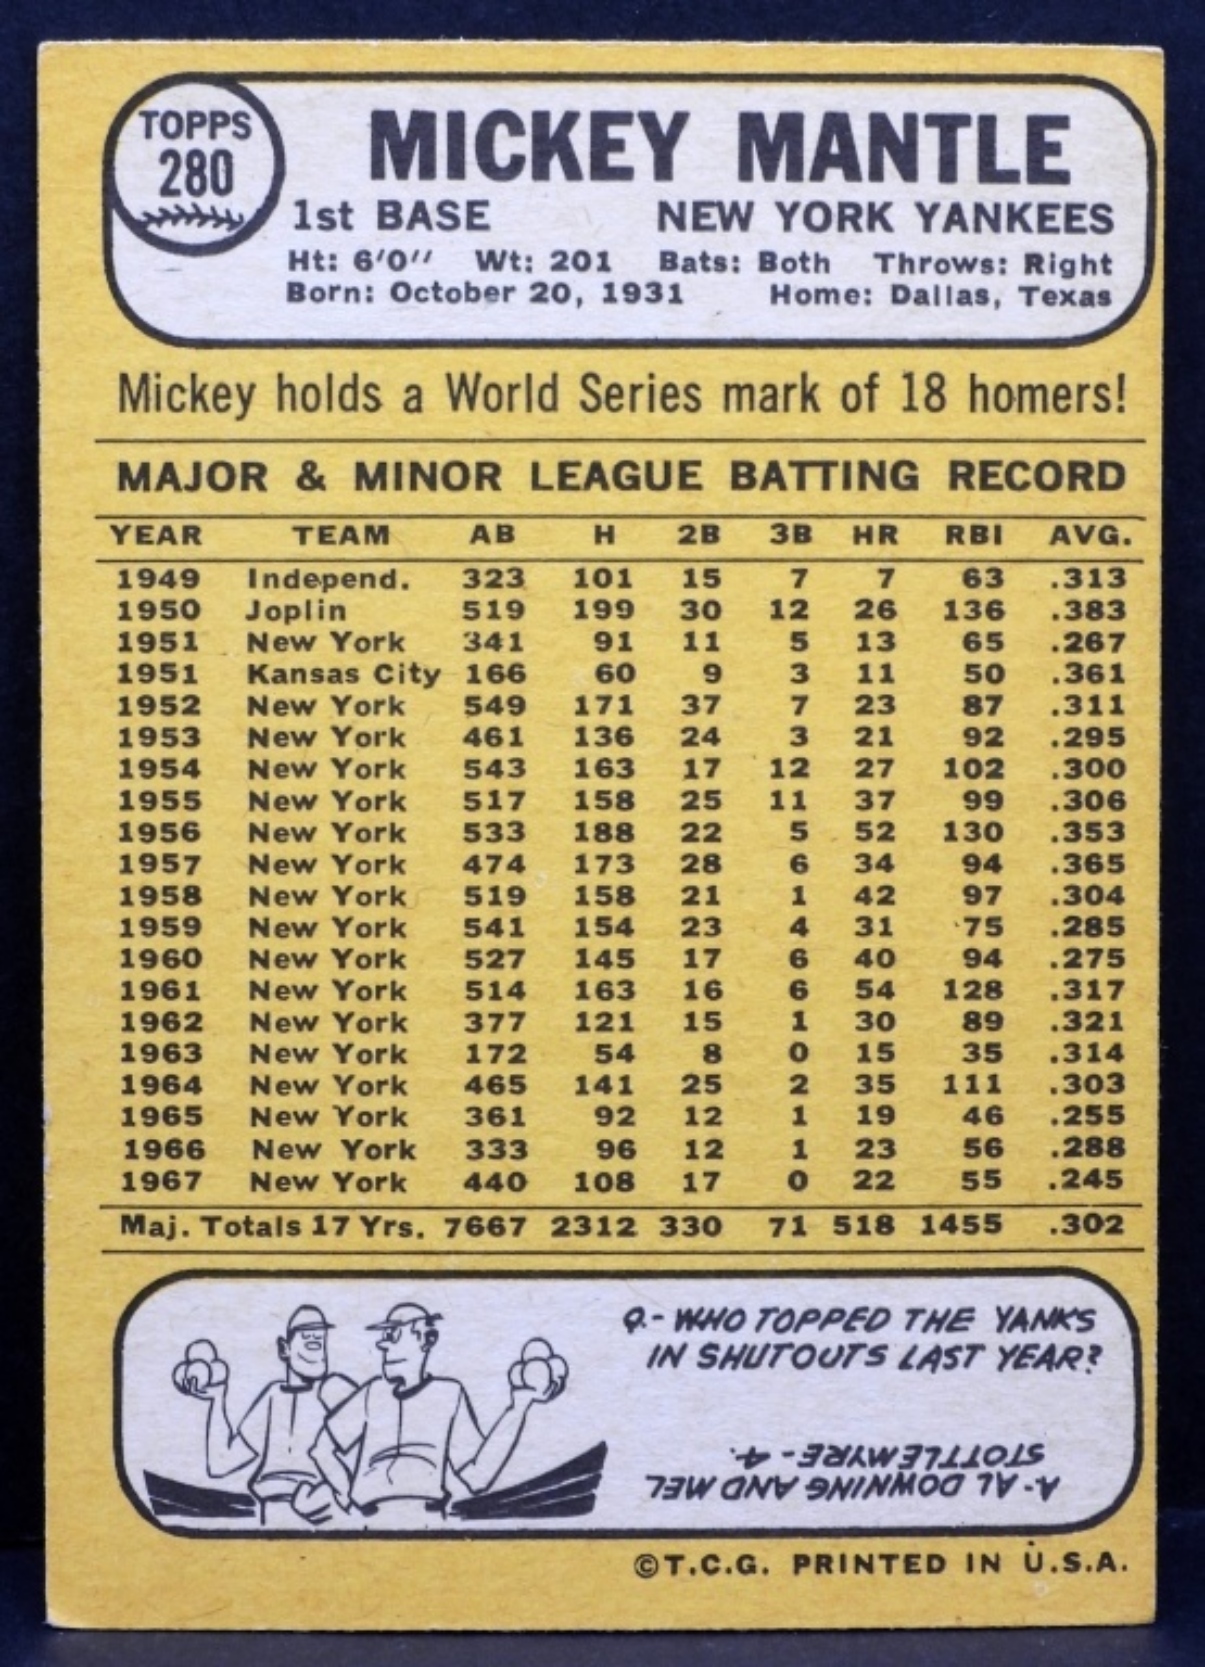 TOPPS
280
MICKEY MANTLE
1st BASE NEW YORK YANKEES
Ht: 6'0" Wt: 201 Bats: Both Throws: Right
Born: October 20, 1931 Home: Dallas, Texas
Mickey holds a World Series mark of 18 homers!
MAJOR & MINOR LEAGUE BATTING RECORD
YEAR TEAM AB H 2B 3B HR RBI AVG.
1949 Independ. 323 101 15 7 7 63 .313
1950 Joplin 519 199 30 12 26 136 .383
1951 New York 341 91 11 5 13 65 .267
1951 Kansas City 166 60 9 3 11 50 .361
1952 New York 549 171 37 7 23 87 .311
1953 New York 461 136 24 3 21 92 .295
1954 New York 543 163 17 12 27 102 .300
1955 New York 517 158 25 11 37 99 .306
1956 New York 533 188 22 5 52 130 .353
1957 New York 474 173 28 6 34 94 .365
1958 New York 519 158 21 1 42 97 .304
1959 New York 541 154 23 4 31 75 .285
1960 New York 527 145 17 6 40 94 .275
1961 New York 514 163 16 6 54 128 .317
1962 New York 377 121 15 1 30 89 .321
1963 New York 172 54 8 0 15 35 .314
1964 New York 465 141 25 2 35 111 .303
1965 New York 361 92 12 1 19 46 .255
1966 New York 333 96 12 1 23 56 .288
1967 New York 440 108 17 0 22 55 .245
Maj. Totals 17 Yrs. 7667 2312 330 71 518 1455 .302
Q.- WHO TOPPED THE YANKS
IN SHUTOUTS LAST YEAR?
A.- AL DOWNING AND MEL
STOTTLEMYRE - 4.
©T.C.G. PRINTED IN U.S.A.